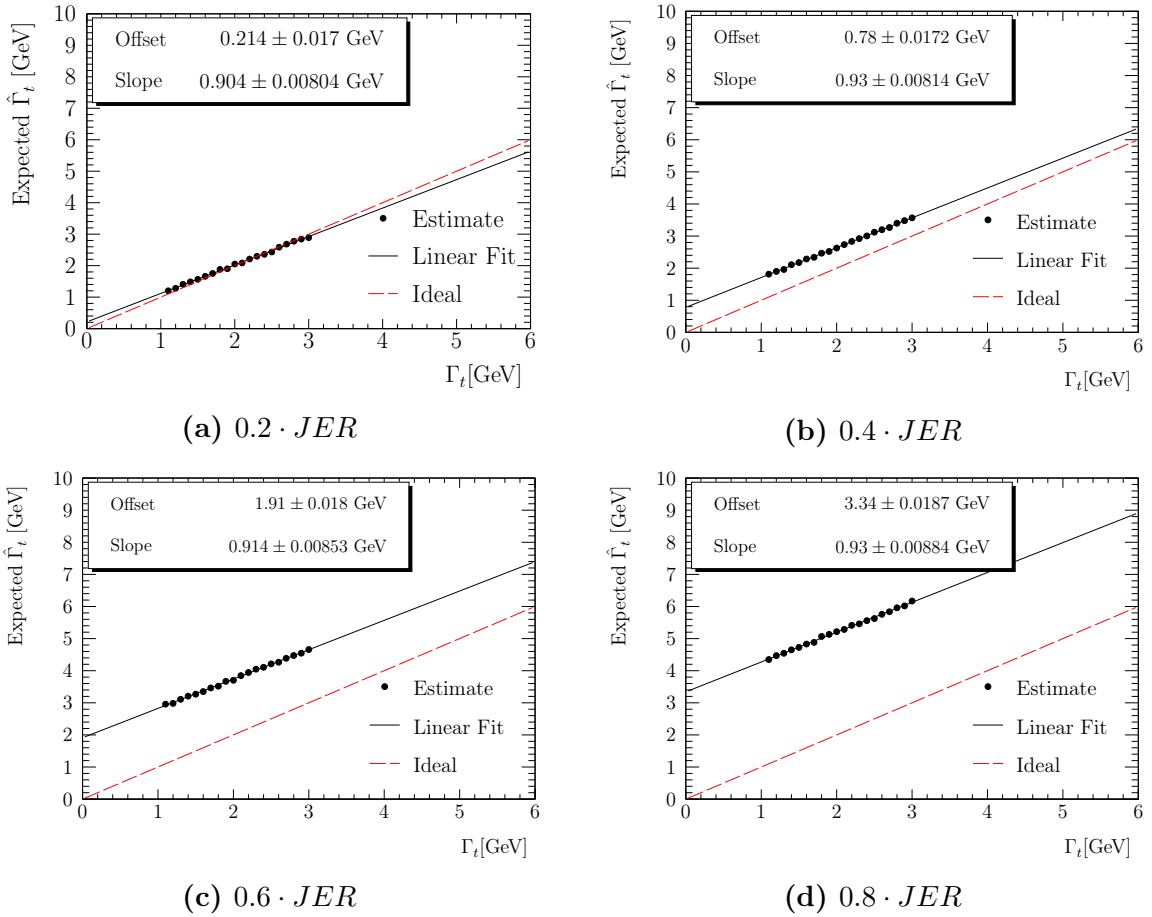 10
9
8
7
6
5
4
3
2
1
0
Expected Γ̂_t [GeV]
Offset 0.214 ± 0.017 GeV
Slope 0.904 ± 0.00804 GeV
Estimate
Linear Fit
Ideal
0 1 2 3 4 5 6
Γ_t[GeV]
(a) 0.2 · JER
10
9
8
7
6
5
4
3
2
1
0
Expected Γ̂_t [GeV]
Offset 0.78 ± 0.0172 GeV
Slope 0.93 ± 0.00814 GeV
Estimate
Linear Fit
Ideal
0 1 2 3 4 5 6
Γ_t[GeV]
(b) 0.4 · JER
10
9
8
7
6
5
4
3
2
1
0
Expected Γ̂_t [GeV]
Offset 1.91 ± 0.018 GeV
Slope 0.914 ± 0.00853 GeV
Estimate
Linear Fit
Ideal
0 1 2 3 4 5 6
Γ_t[GeV]
(c) 0.6 · JER
10
9
8
7
6
5
4
3
2
1
0
Expected Γ̂_t [GeV]
Offset 3.34 ± 0.0187 GeV
Slope 0.93 ± 0.00884 GeV
Estimate
Linear Fit
Ideal
0 1 2 3 4 5 6
Γ_t[GeV]
(d) 0.8 · JER